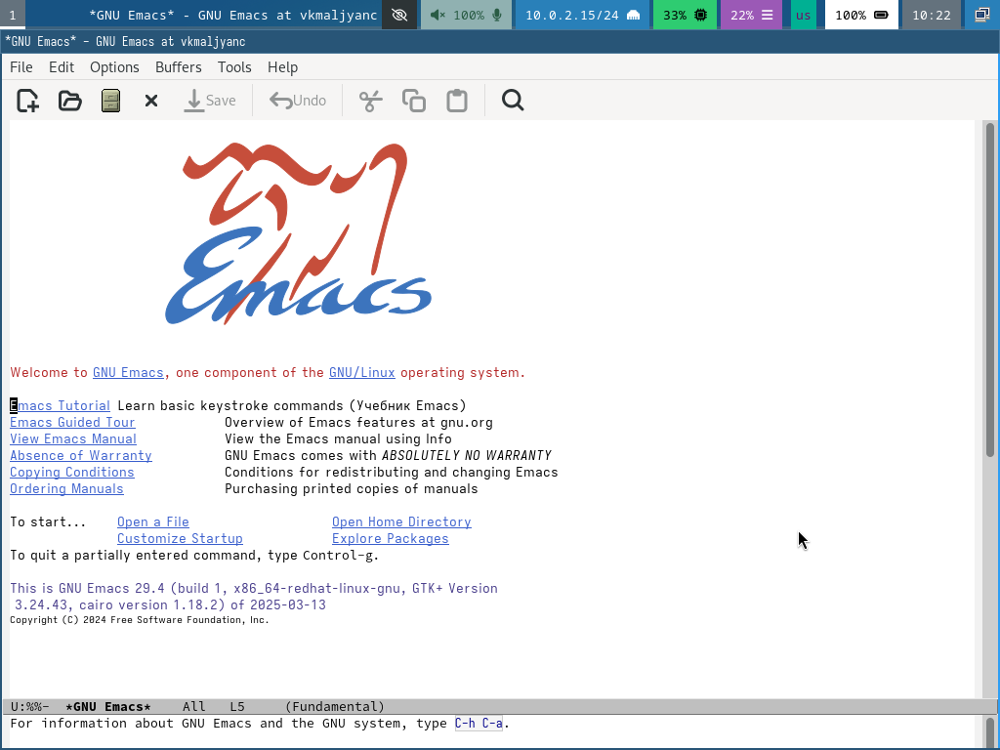 1 *GNU Emacs* - GNU Emacs at vkmaljyanc 100% 10.0.2.15/24 33% 22% us 100% 10:22
*GNU Emacs* - GNU Emacs at vkmaljyanc
File Edit Options Buffers Tools Help
Save Undo
Emacs
Welcome to GNU Emacs, one component of the GNU/Linux operating system.
Emacs Tutorial Learn basic keystroke commands (Учебник Emacs)
Emacs Guided Tour Overview of Emacs features at gnu.org
View Emacs Manual View the Emacs manual using Info
Absence of Warranty GNU Emacs comes with ABSOLUTELY NO WARRANTY
Copying Conditions Conditions for redistributing and changing Emacs
Ordering Manuals Purchasing printed copies of manuals
To start... Open a File Open Home Directory
Customize Startup Explore Packages
To quit a partially entered command, type Control-g.
This is GNU Emacs 29.4 (build 1, x86_64-redhat-linux-gnu, GTK+ Version
3.24.43, cairo version 1.18.2) of 2025-03-13
Copyright (C) 2024 Free Software Foundation, Inc.
U:%%- *GNU Emacs* All L5 (Fundamental)
For information about GNU Emacs and the GNU system, type C-h C-a.